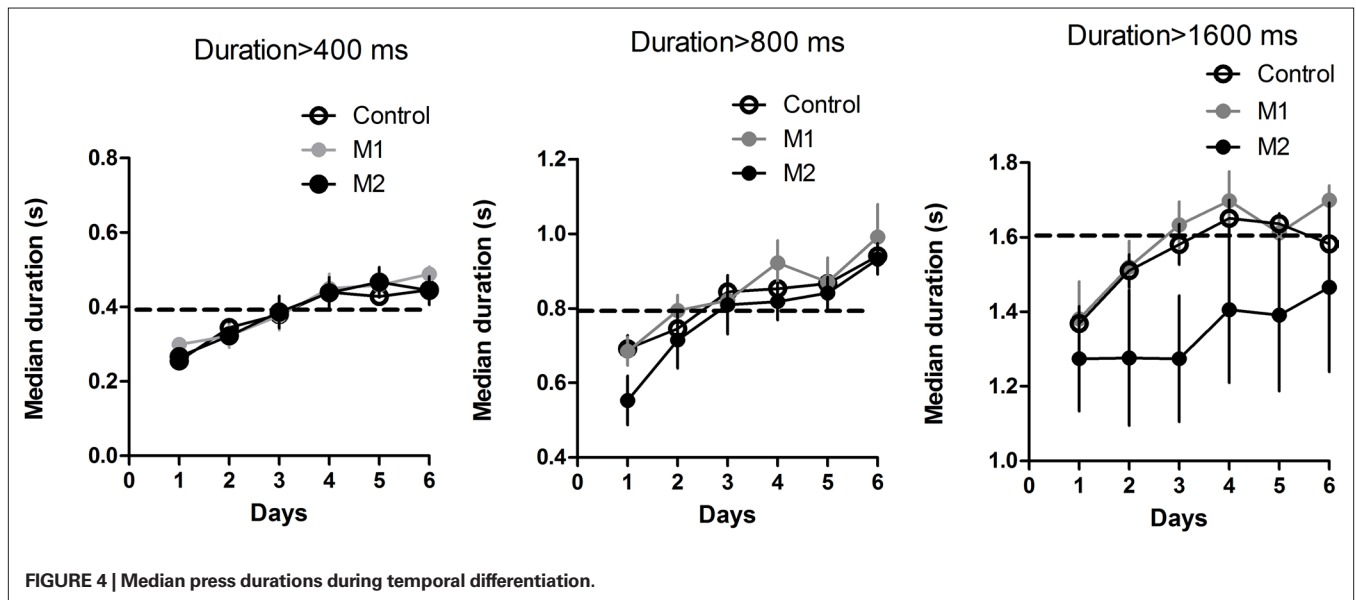 Duration>400 ms
Control
M1
M2
Median duration (s)
0.8
0.6
0.4
0.2
0.0
0 1 2 3 4 5 6
Days
Duration>800 ms
Control
M1
M2
Median duration (s)
1.2
1.0
0.8
0.6
0.4
0 1 2 3 4 5 6
Days
Duration>1600 ms
Control
M1
M2
Median duration (s)
1.8
1.6
1.4
1.2
1.0
0 1 2 3 4 5 6
Days
FIGURE 4 | Median press durations during temporal differentiation.